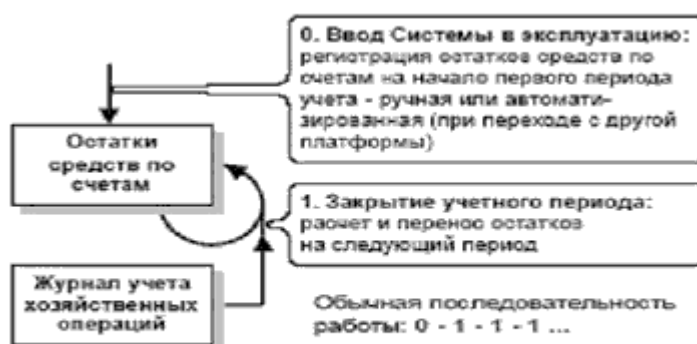 0. Ввод Системы в эксплуатацию:
регистрация остатков средств по
счетам на начало первого периода
учета - ручная или автомати-
зированная (при переходе с другой
платформы)
Остатки
средств по
счетам
1. Закрытие учетного периода:
расчет и перенос остатков
на следующий период
Журнал учета
хозяйственных
операций
Обычная последовательность
работы: 0 - 1 - 1 - 1 ...